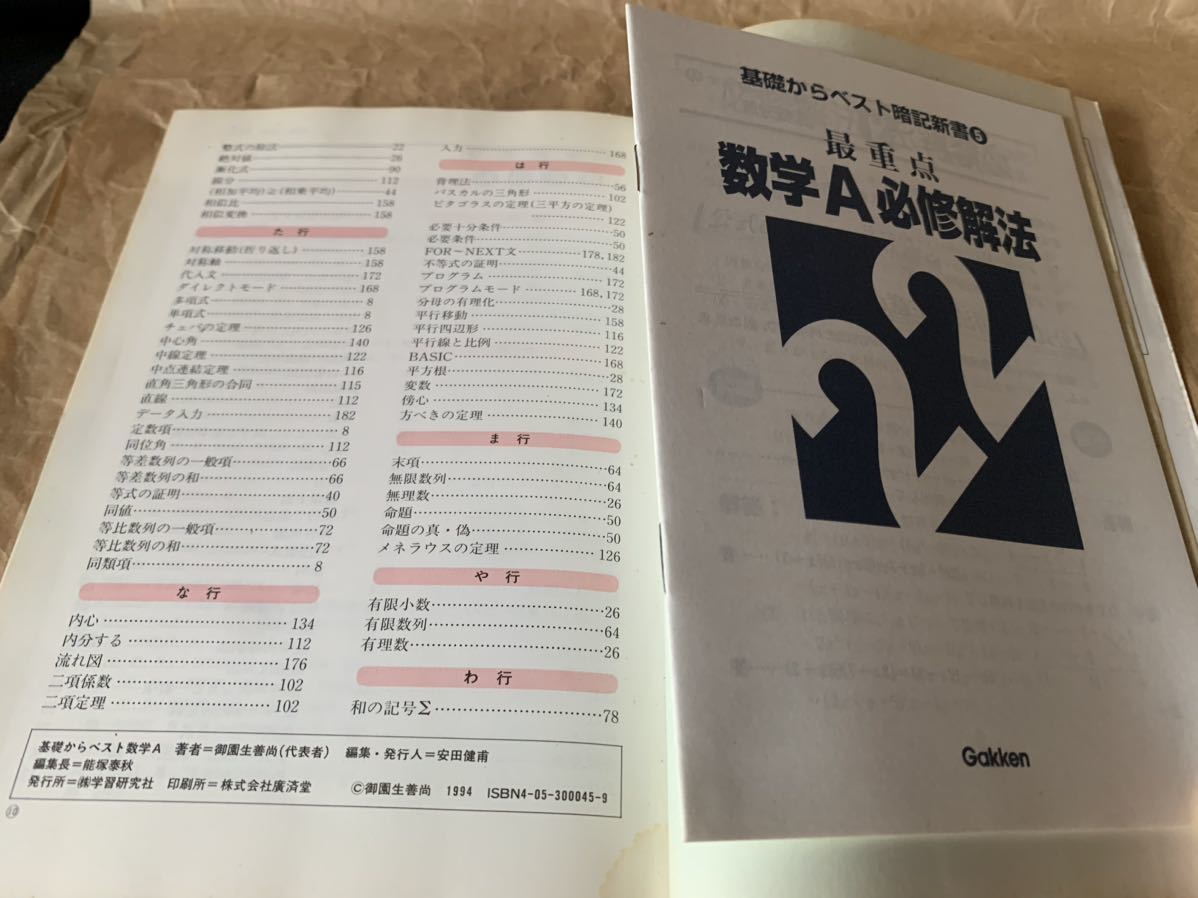 整式の除法……22
絶対値……26
漸化式……90
線分……112
(相加平均)≧(相乗平均)……44
相似比……158
相似変換……158
た 行
対称移動(折り返し)……158
対称軸……158
代入文……172
ダイレクトモード……168
多項式……8
単項式……8
チェバの定理……126
中心角……140
中線定理……122
中点連結定理……116
直角三角形の合同……115
直線……112
データ入力……182
定数項……8
同位角……112
等差数列の一般項……66
等差数列の和……66
等式の証明……40
同値……50
等比数列の一般項……72
等比数列の和……72
同類項……8
な 行
内心……134
内分する……112
流れ図……176
二項係数……102
二項定理……102
入力……168
は 行
背理法……56
パスカルの三角形……102
ピタゴラスの定理(三平方の定理)
……122
必要十分条件……50
必要条件……50
FOR~NEXT文……178,182
不等式の証明……44
プログラム……172
プログラムモード……168,172
分母の有理化……28
平行移動……158
平行四辺形……116
平行線と比例……122
BASIC……168
平方根……28
変数……172
傍心……134
方べきの定理……140
ま 行
末項……64
無限数列……64
無理数……26
命題……50
命題の真・偽……50
メネラウスの定理……126
や 行
有限小数……26
有限数列……64
有理数……26
わ 行
和の記号Σ……78
基礎からベスト数学A 著者=御園生善尚(代表者) 編集・発行人=安田健甫
編集長=能塚泰秋
発行所=㈱学習研究社 印刷所=株式会社廣済堂 ©御園生善尚 1994 ISBN4-05-300045-9
⑩
基礎からベスト暗記新書❺
最重点
数学A必修解法
Gakken